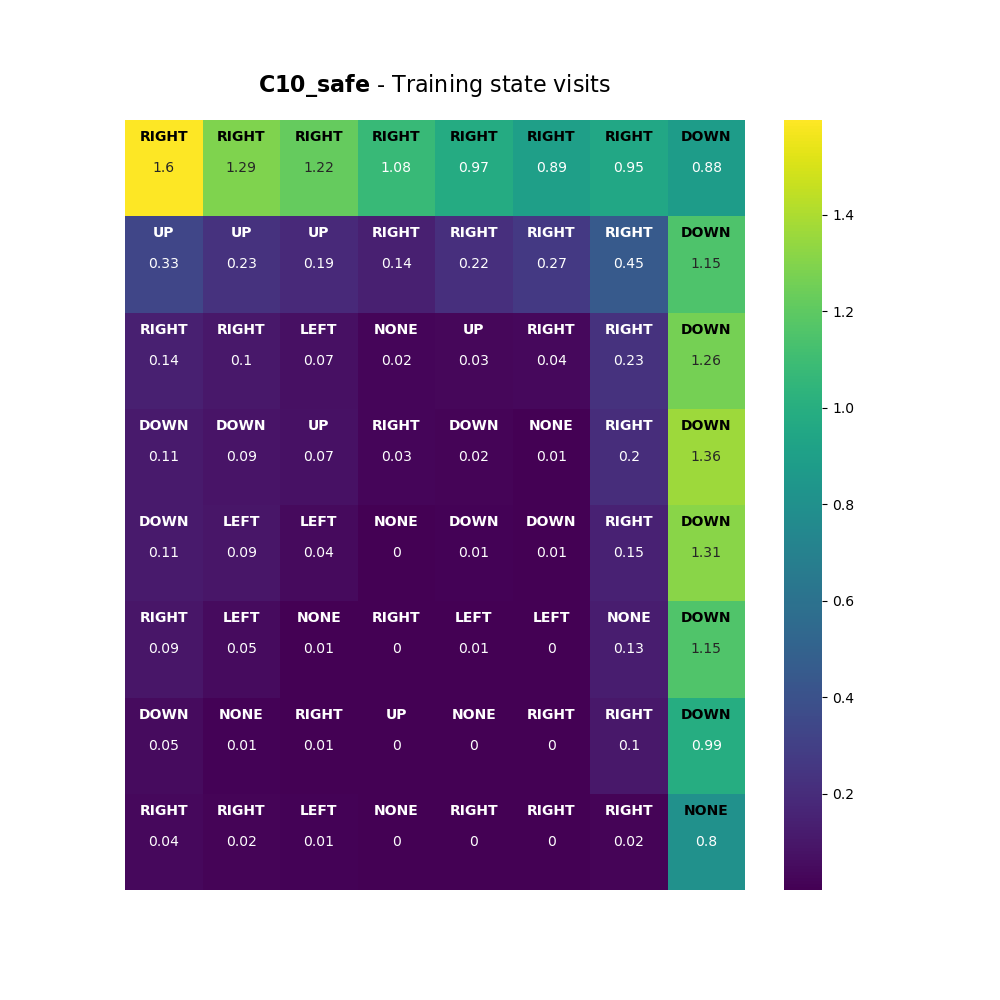 C10_safe - Training state visits
RIGHT RIGHT RIGHT RIGHT RIGHT RIGHT RIGHT DOWN
1.6 1.29 1.22 1.08 0.97 0.89 0.95 0.88
UP UP UP RIGHT RIGHT RIGHT RIGHT DOWN
0.33 0.23 0.19 0.14 0.22 0.27 0.45 1.15
RIGHT RIGHT LEFT NONE UP RIGHT RIGHT DOWN
0.14 0.1 0.07 0.02 0.03 0.04 0.23 1.26
DOWN DOWN UP RIGHT DOWN NONE RIGHT DOWN
0.11 0.09 0.07 0.03 0.02 0.01 0.2 1.36
DOWN LEFT LEFT NONE DOWN DOWN RIGHT DOWN
0.11 0.09 0.04 0 0.01 0.01 0.15 1.31
RIGHT LEFT NONE RIGHT LEFT LEFT NONE DOWN
0.09 0.05 0.01 0 0.01 0 0.13 1.15
DOWN NONE RIGHT UP NONE RIGHT RIGHT DOWN
0.05 0.01 0.01 0 0 0 0.1 0.99
RIGHT RIGHT LEFT NONE RIGHT RIGHT RIGHT NONE
0.04 0.02 0.01 0 0 0 0.02 0.8
1.4
1.2
1.0
0.8
0.6
0.4
0.2